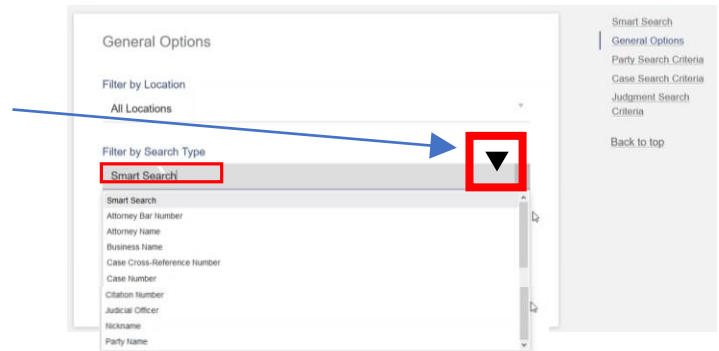 General Options
Filter by Location
All Locations
Filter by Search Type
Smart Search
Smart Search
Attorney Bar Number
Attorney Name
Business Name
Case Cross-Reference Number
Case Number
Citation Number
Judicial Officer
Nickname
Party Name
Smart Search
General Options
Party Search Criteria
Case Search Criteria
Judgment Search
Criteria
Back to top